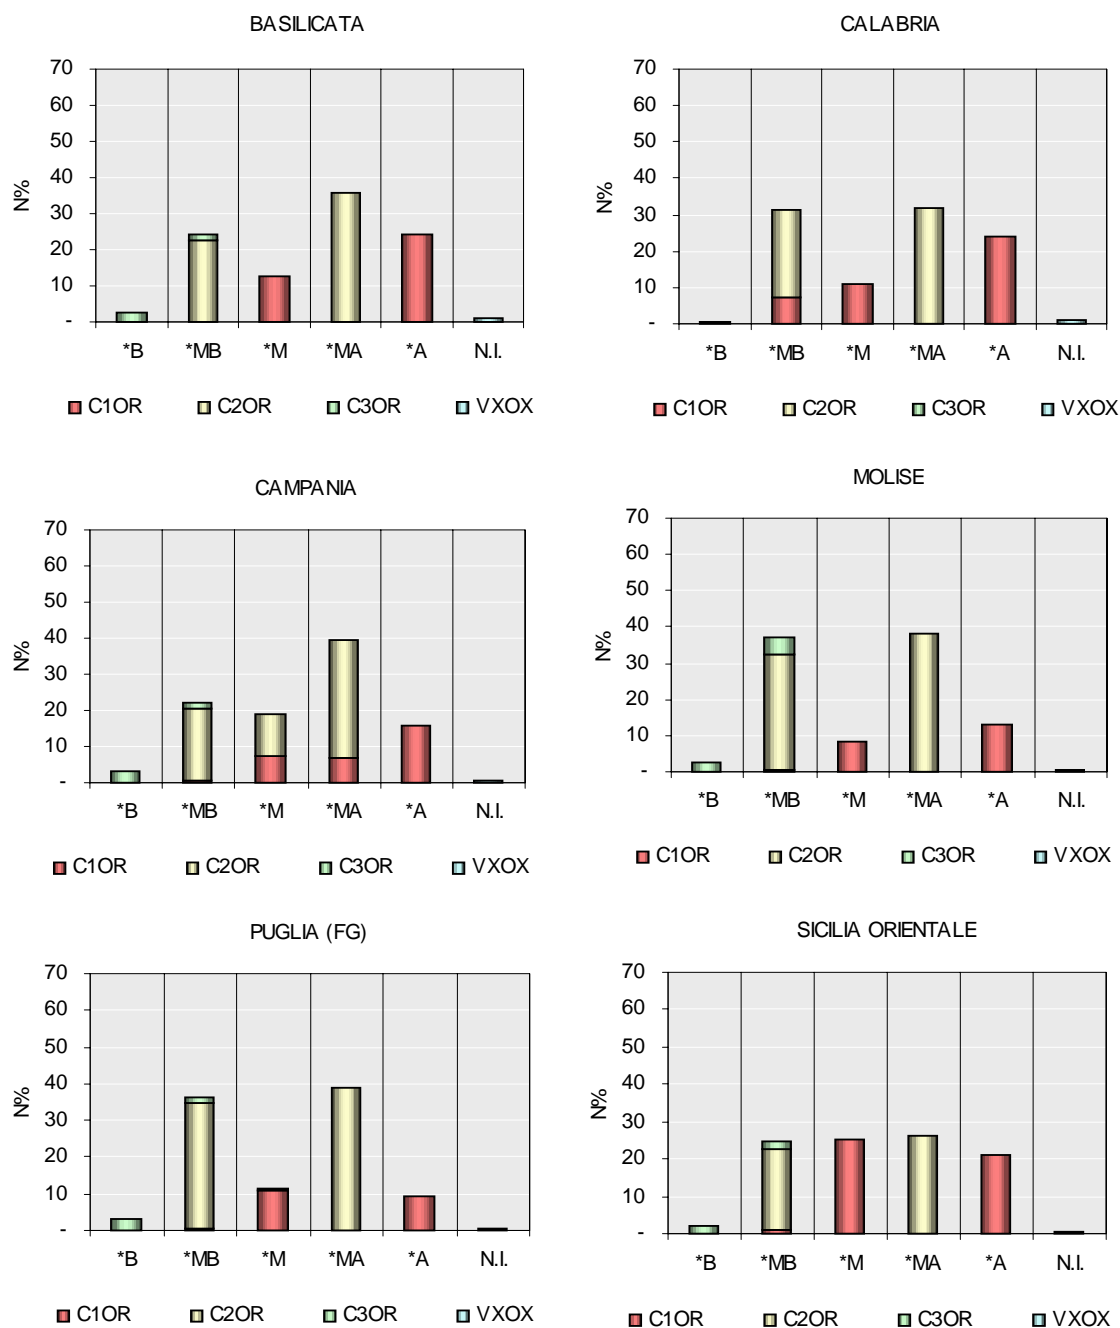 BASILICATA
70
60
50
40
30
20
10
-
N%
*B *MB *M *MA *A N.I.
C1OR C2OR C3OR VXOX
CALABRIA
70
60
50
40
30
20
10
-
N%
*B *MB *M *MA *A N.I.
C1OR C2OR C3OR VXOX
CAMPANIA
70
60
50
40
30
20
10
-
N%
*B *MB *M *MA *A N.I.
C1OR C2OR C3OR VXOX
MOLISE
70
60
50
40
30
20
10
-
N%
*B *MB *M *MA *A N.I.
C1OR C2OR C3OR VXOX
PUGLIA (FG)
70
60
50
40
30
20
10
-
N%
*B *MB *M *MA *A N.I.
C1OR C2OR C3OR VXOX
SICILIA ORIENTALE
70
60
50
40
30
20
10
-
N%
*B *MB *M *MA *A N.I.
C1OR C2OR C3OR VXOX